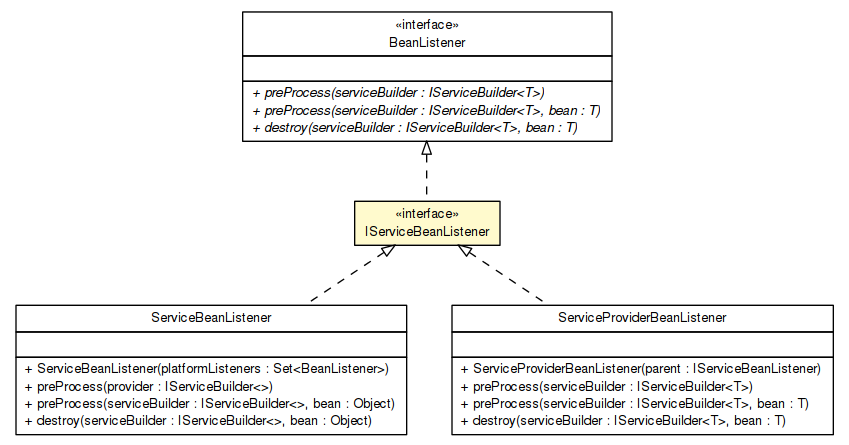 «interface»
BeanListener
+ preProcess(serviceBuilder : IServiceBuilder<T>)
+ preProcess(serviceBuilder : IServiceBuilder<T>, bean : T)
+ destroy(serviceBuilder : IServiceBuilder<T>, bean : T)
«interface»
IServiceBeanListener
ServiceBeanListener
+ ServiceBeanListener(platformListeners : Set<BeanListener>)
+ preProcess(provider : IServiceBuilder<>)
+ preProcess(serviceBuilder : IServiceBuilder<>, bean : Object)
+ destroy(serviceBuilder : IServiceBuilder<>, bean : Object)
ServiceProviderBeanListener
+ ServiceProviderBeanListener(parent : IServiceBeanListener)
+ preProcess(serviceBuilder : IServiceBuilder<T>)
+ preProcess(serviceBuilder : IServiceBuilder<T>, bean : T)
+ destroy(serviceBuilder : IServiceBuilder<T>, bean : T)